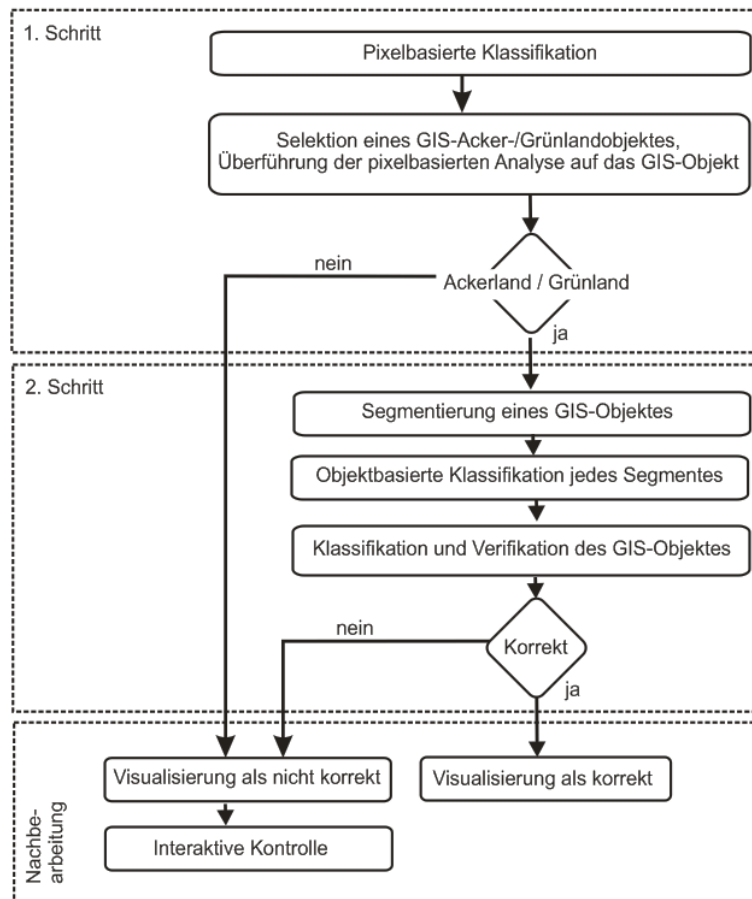 1. Schritt
Pixelbasierte Klassifikation
Selektion eines GIS-Acker-/Grünlandobjektes,
Überführung der pixelbasierten Analyse auf das GIS-Objekt
nein
Ackerland / Grünland
ja
2. Schritt
Segmentierung eines GIS-Objektes
Objektbasierte Klassifikation jedes Segmentes
Klassifikation und Verifikation des GIS-Objektes
nein
Korrekt
ja
Nachbe-
arbeitung
Visualisierung als nicht korrekt
Visualisierung als korrekt
Interaktive Kontrolle